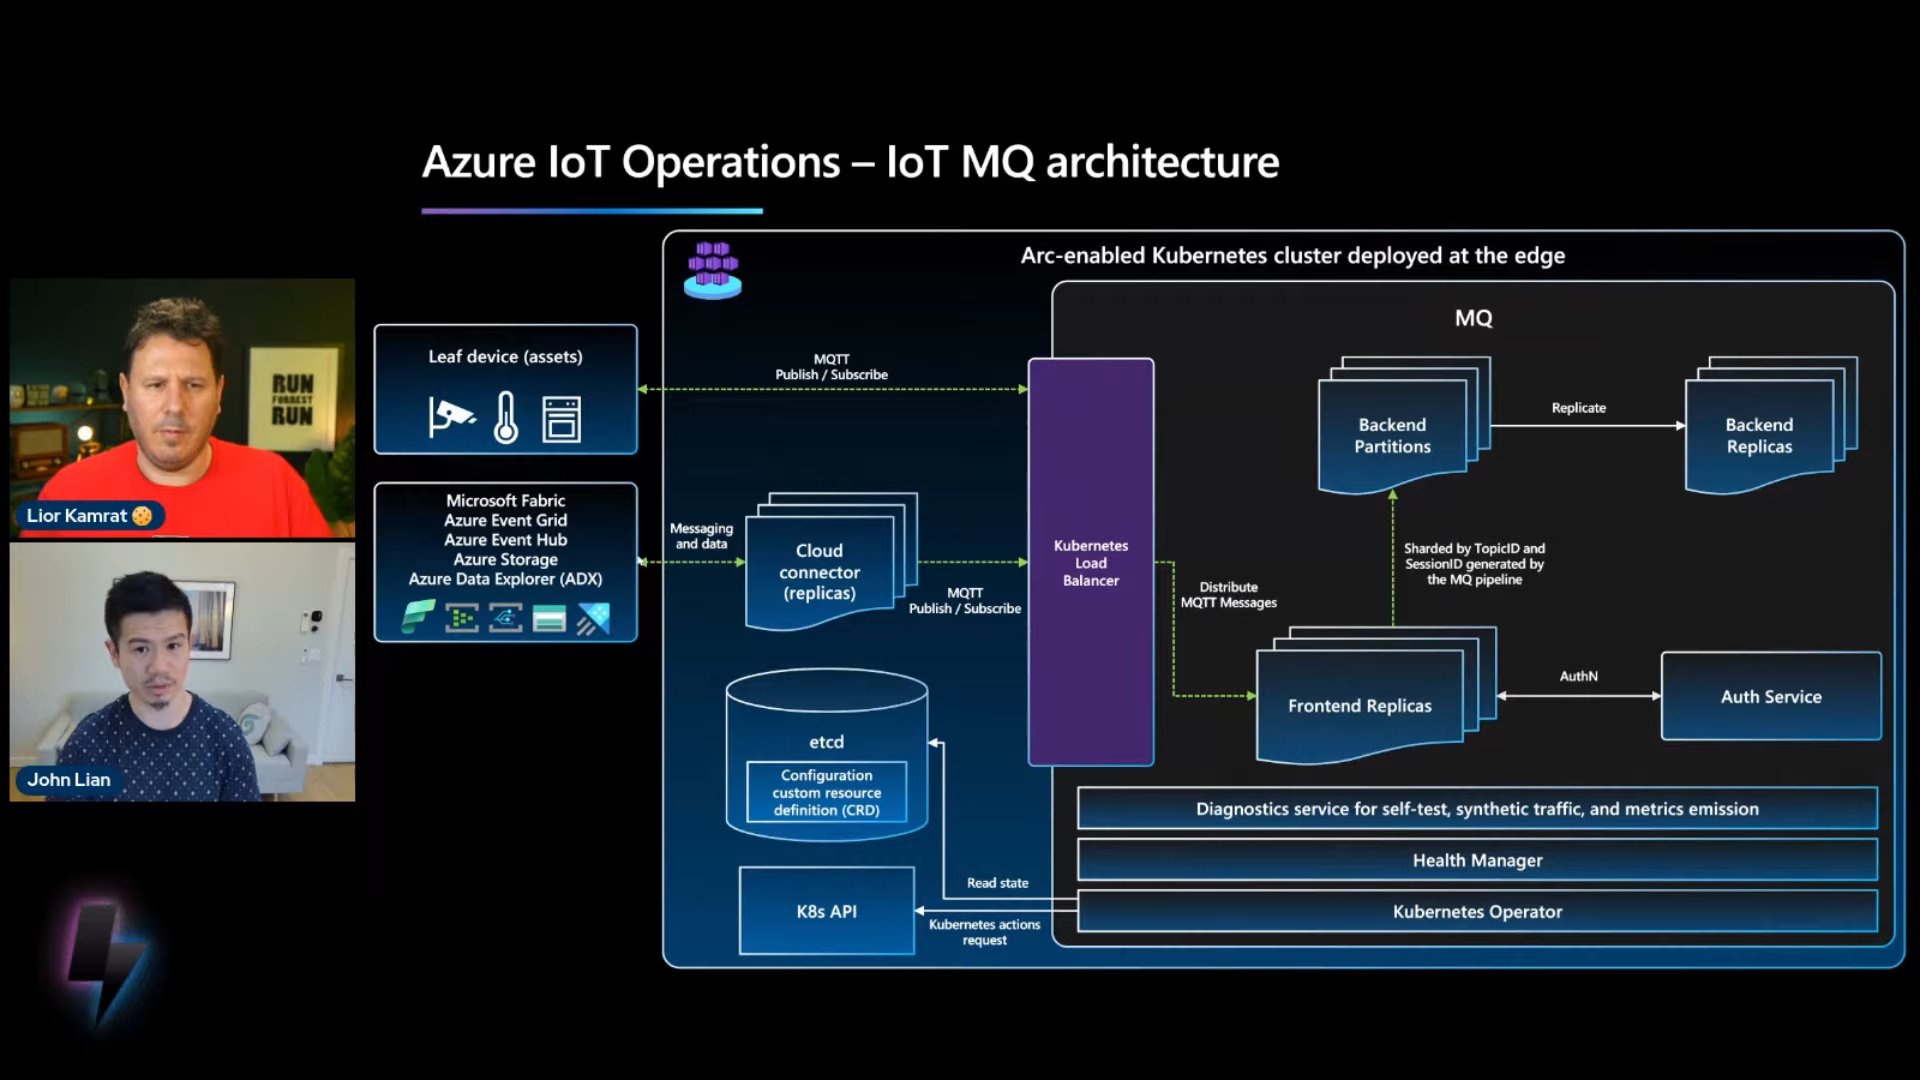 Azure IoT Operations – IoT MQ architecture
Arc-enabled Kubernetes cluster deployed at the edge
MQ
Leaf device (assets)
MQTT
Publish / Subscribe
Microsoft Fabric
Azure Event Grid
Azure Event Hub
Azure Storage
Azure Data Explorer (ADX)
Messaging
and data
Cloud
connector
(replicas)
MQTT
Publish / Subscribe
Kubernetes
Load
Balancer
Distribute
MQTT Messages
Backend
Partitions
Replicate
Backend
Replicas
Sharded by TopicID and
SessionID generated by
the MQ pipeline
Frontend Replicas
AuthN
Auth Service
etcd
Configuration
custom resource
definition (CRD)
K8s API
Read state
Kubernetes actions
request
Diagnostics service for self-test, synthetic traffic, and metrics emission
Health Manager
Kubernetes Operator
RUN
FORREST
RUN
Lior Kamrat
John Lian